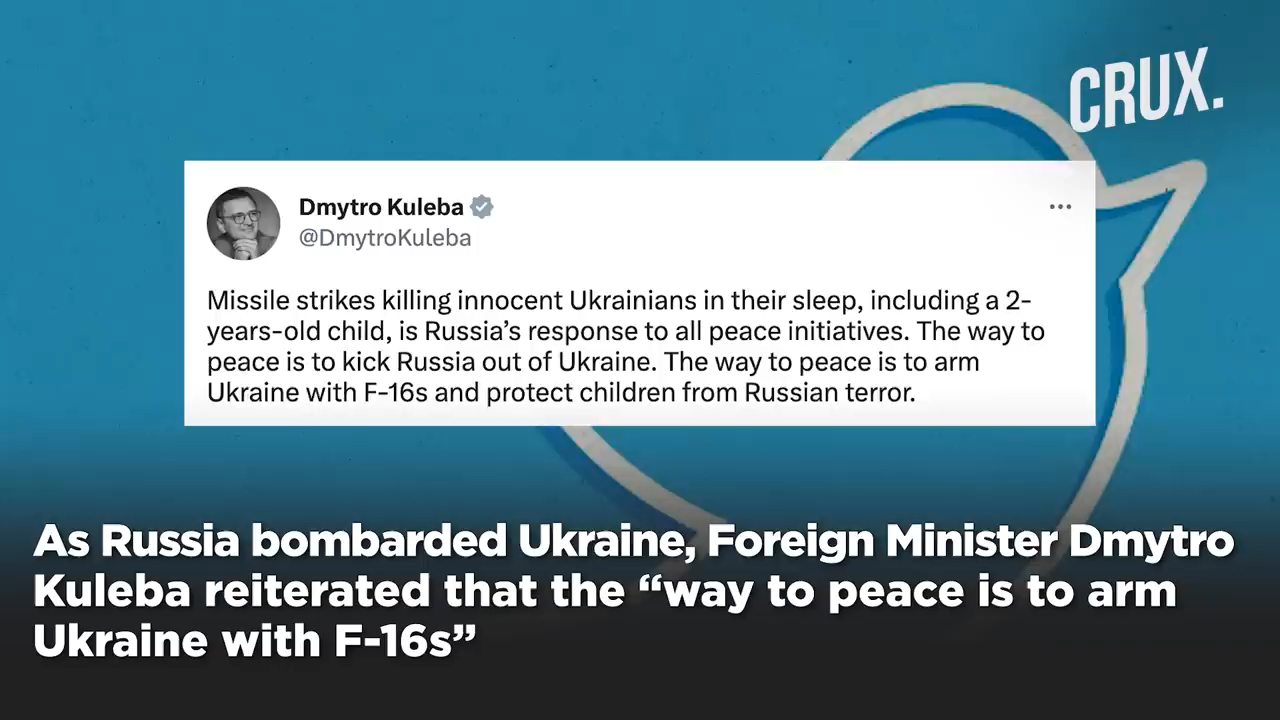 CRUX.
Dmytro Kuleba
@DmytroKuleba
Missile strikes killing innocent Ukrainians in their sleep, including a 2-
years-old child, is Russia’s response to all peace initiatives. The way to
peace is to kick Russia out of Ukraine. The way to peace is to arm
Ukraine with F-16s and protect children from Russian terror.
As Russia bombarded Ukraine, Foreign Minister Dmytro
Kuleba reiterated that the “way to peace is to arm
Ukraine with F-16s”